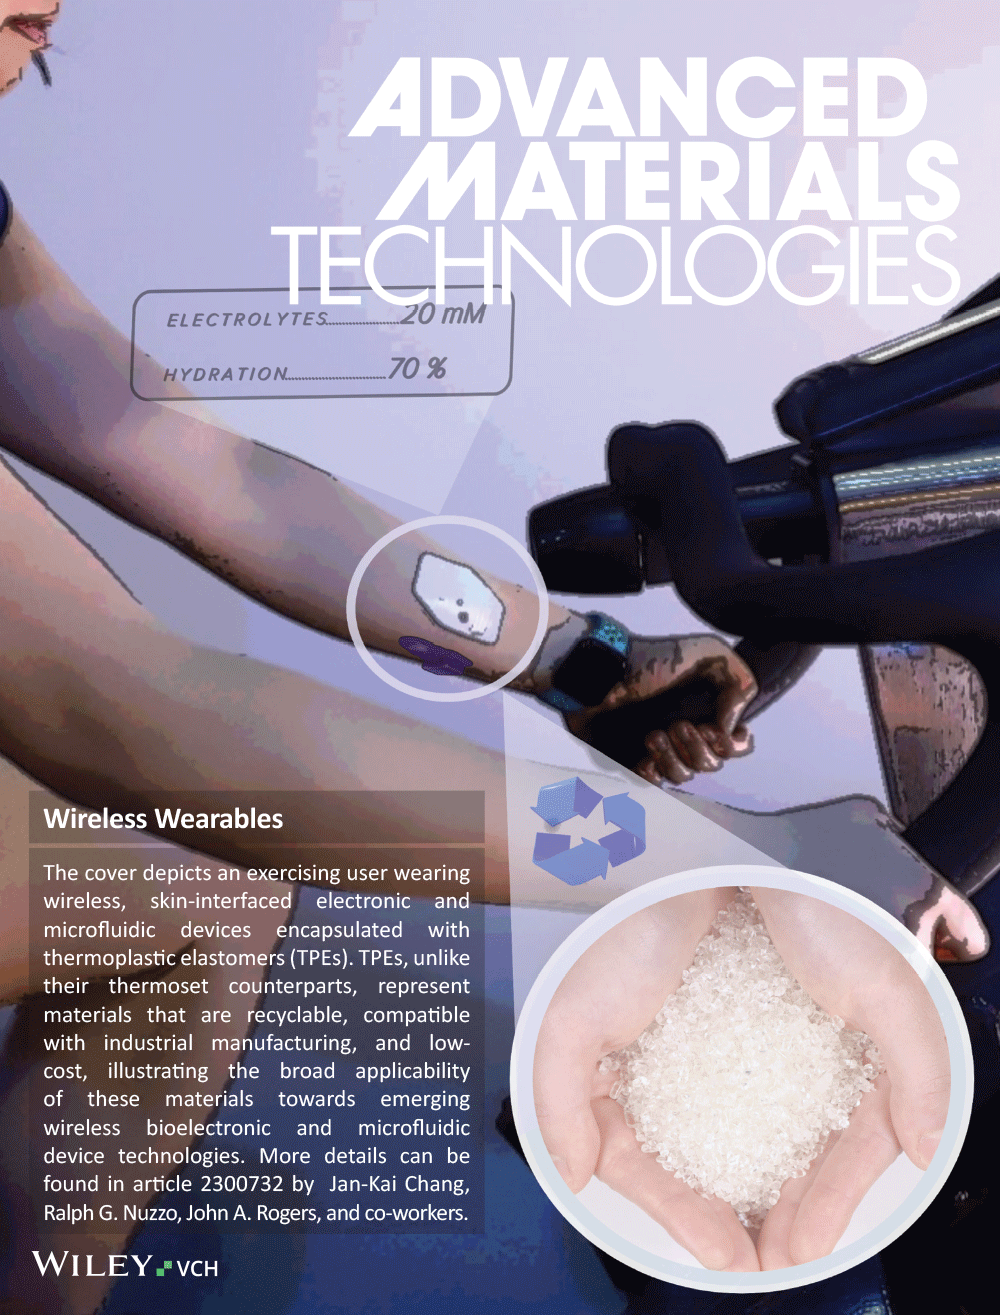 ADVANCED
MATERIALS
TECHNOLOGIES
ELECTROLYTES....................20 mM
HYDRATION............................70 %
Wireless Wearables
The cover depicts an exercising user wearing
wireless, skin-interfaced electronic and
microfluidic devices encapsulated with
thermoplastic elastomers (TPEs). TPEs, unlike
their thermoset counterparts, represent
materials that are recyclable, compatible
with industrial manufacturing, and low-
cost, illustrating the broad applicability
of these materials towards emerging
wireless bioelectronic and microfluidic
device technologies. More details can be
found in article 2300732 by Jan-Kai Chang,
Ralph G. Nuzzo, John A. Rogers, and co-workers.
WILEY VCH